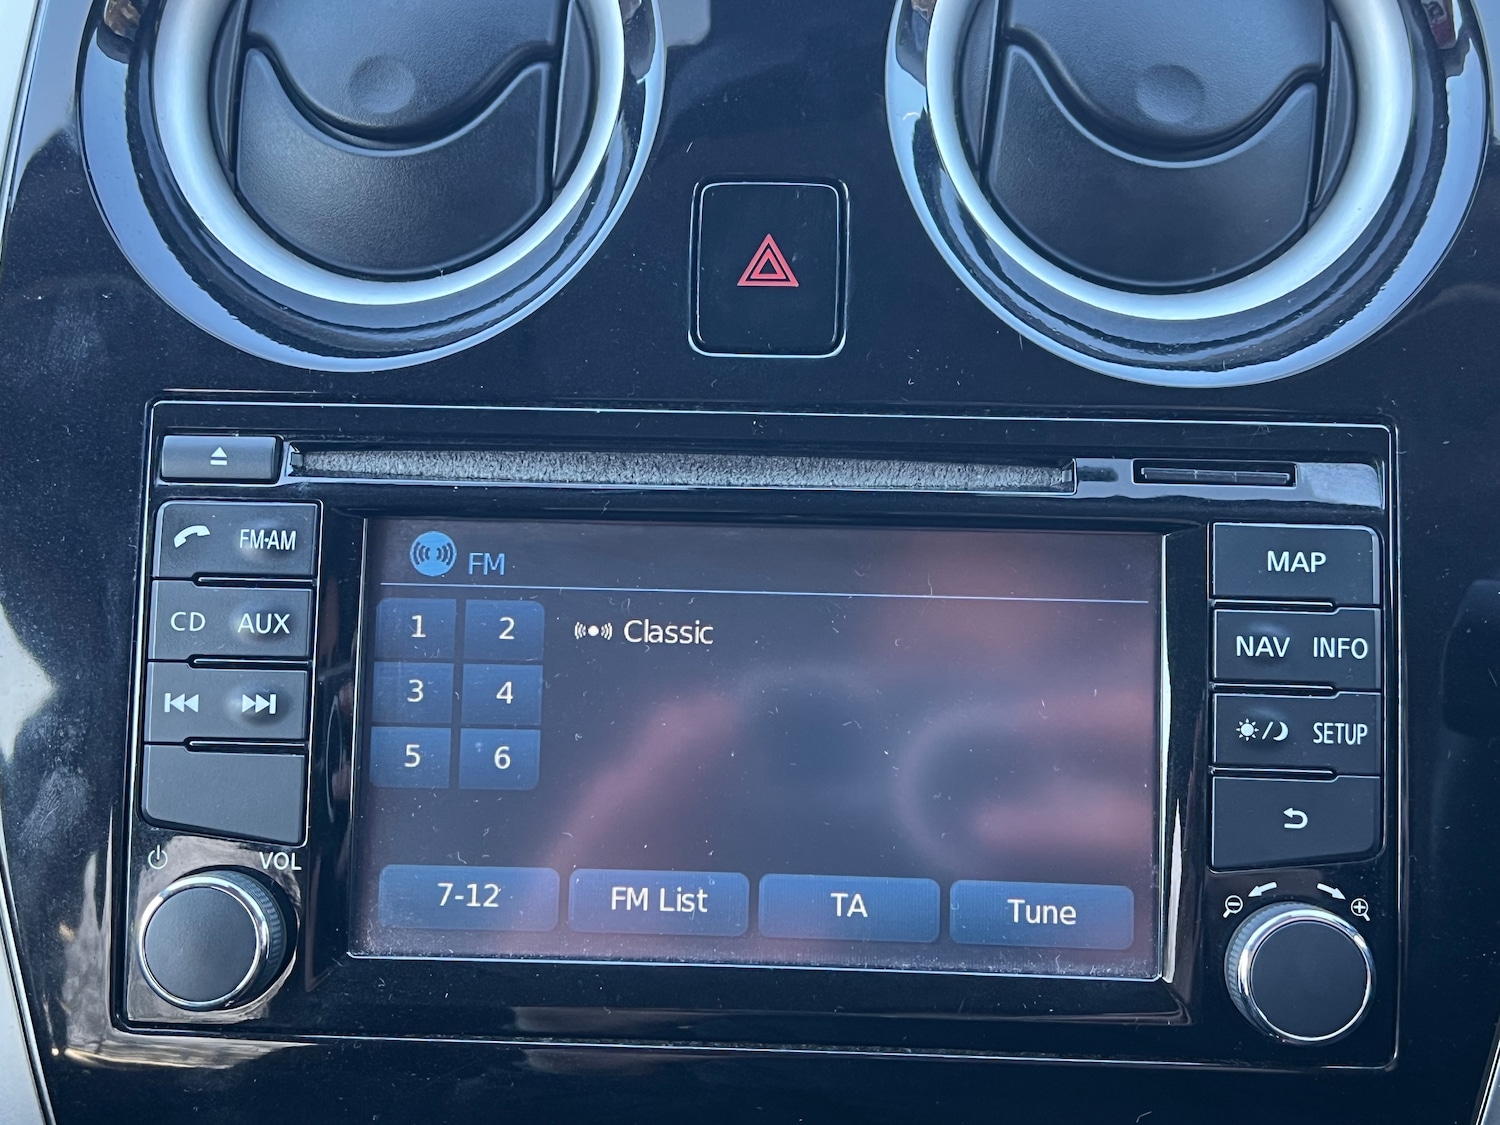 FM-AM
CD AUX
VOL
FM
1 2
3 4
5 6
Classic
7-12 FM List TA Tune
MAP
NAV INFO
SETUP